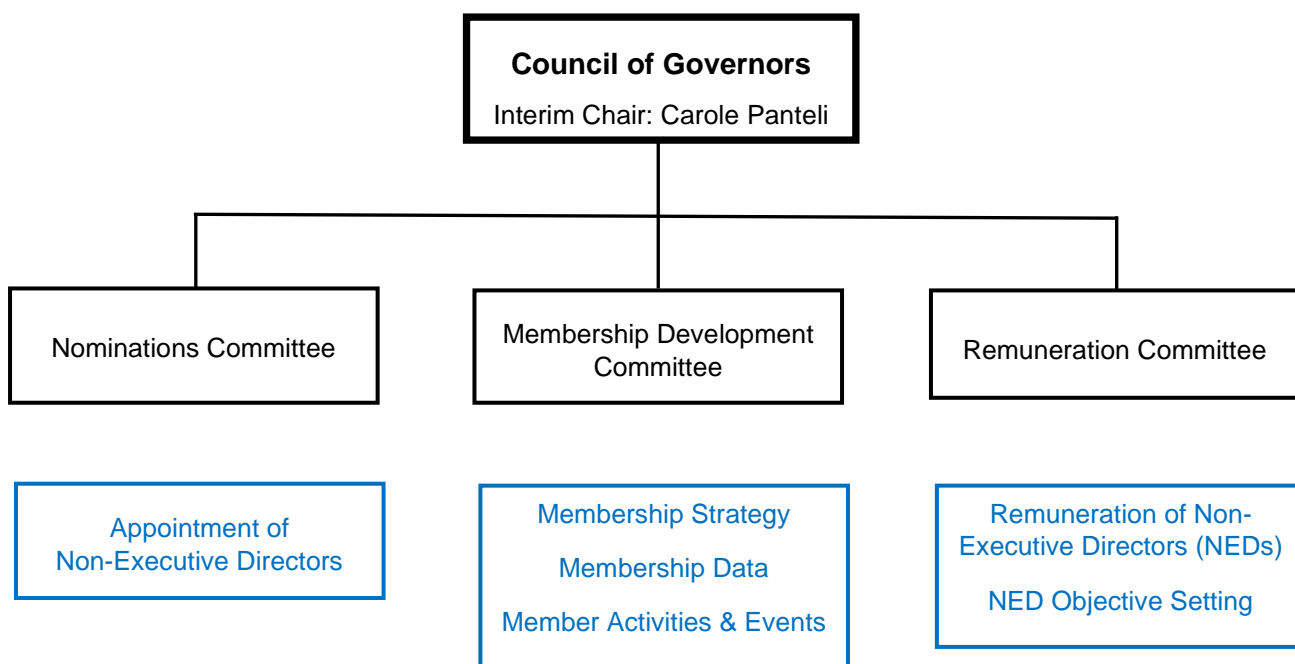 Council of Governors
Interim Chair: Carole Panteli
Nominations Committee
Membership Development
Committee
Remuneration Committee
Appointment of
Non-Executive Directors
Membership Strategy
Membership Data
Member Activities & Events
Remuneration of Non-
Executive Directors (NEDs)
NED Objective Setting